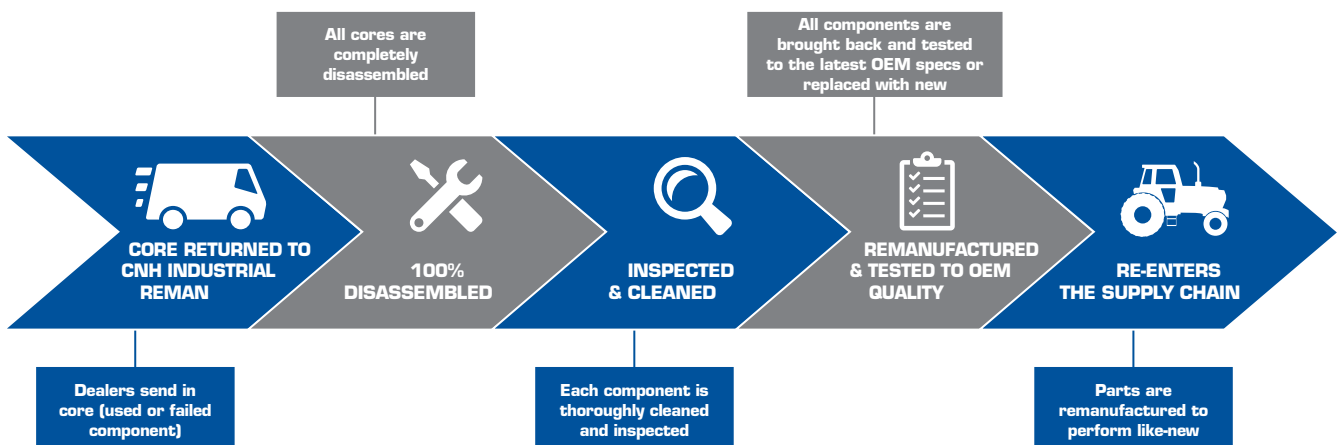 All cores are
completely
disassembled
All components are
brought back and tested
to the latest OEM specs or
replaced with new
CORE RETURNED TO
CNH INDUSTRIAL
REMAN
100%
DISASSEMBLED
INSPECTED
& CLEANED
REMANUFACTURED
& TESTED TO OEM
QUALITY
RE-ENTERS
THE SUPPLY CHAIN
Dealers send in
core (used or failed
component)
Each component is
thoroughly cleaned
and inspected
Parts are
remanufactured to
perform like-new